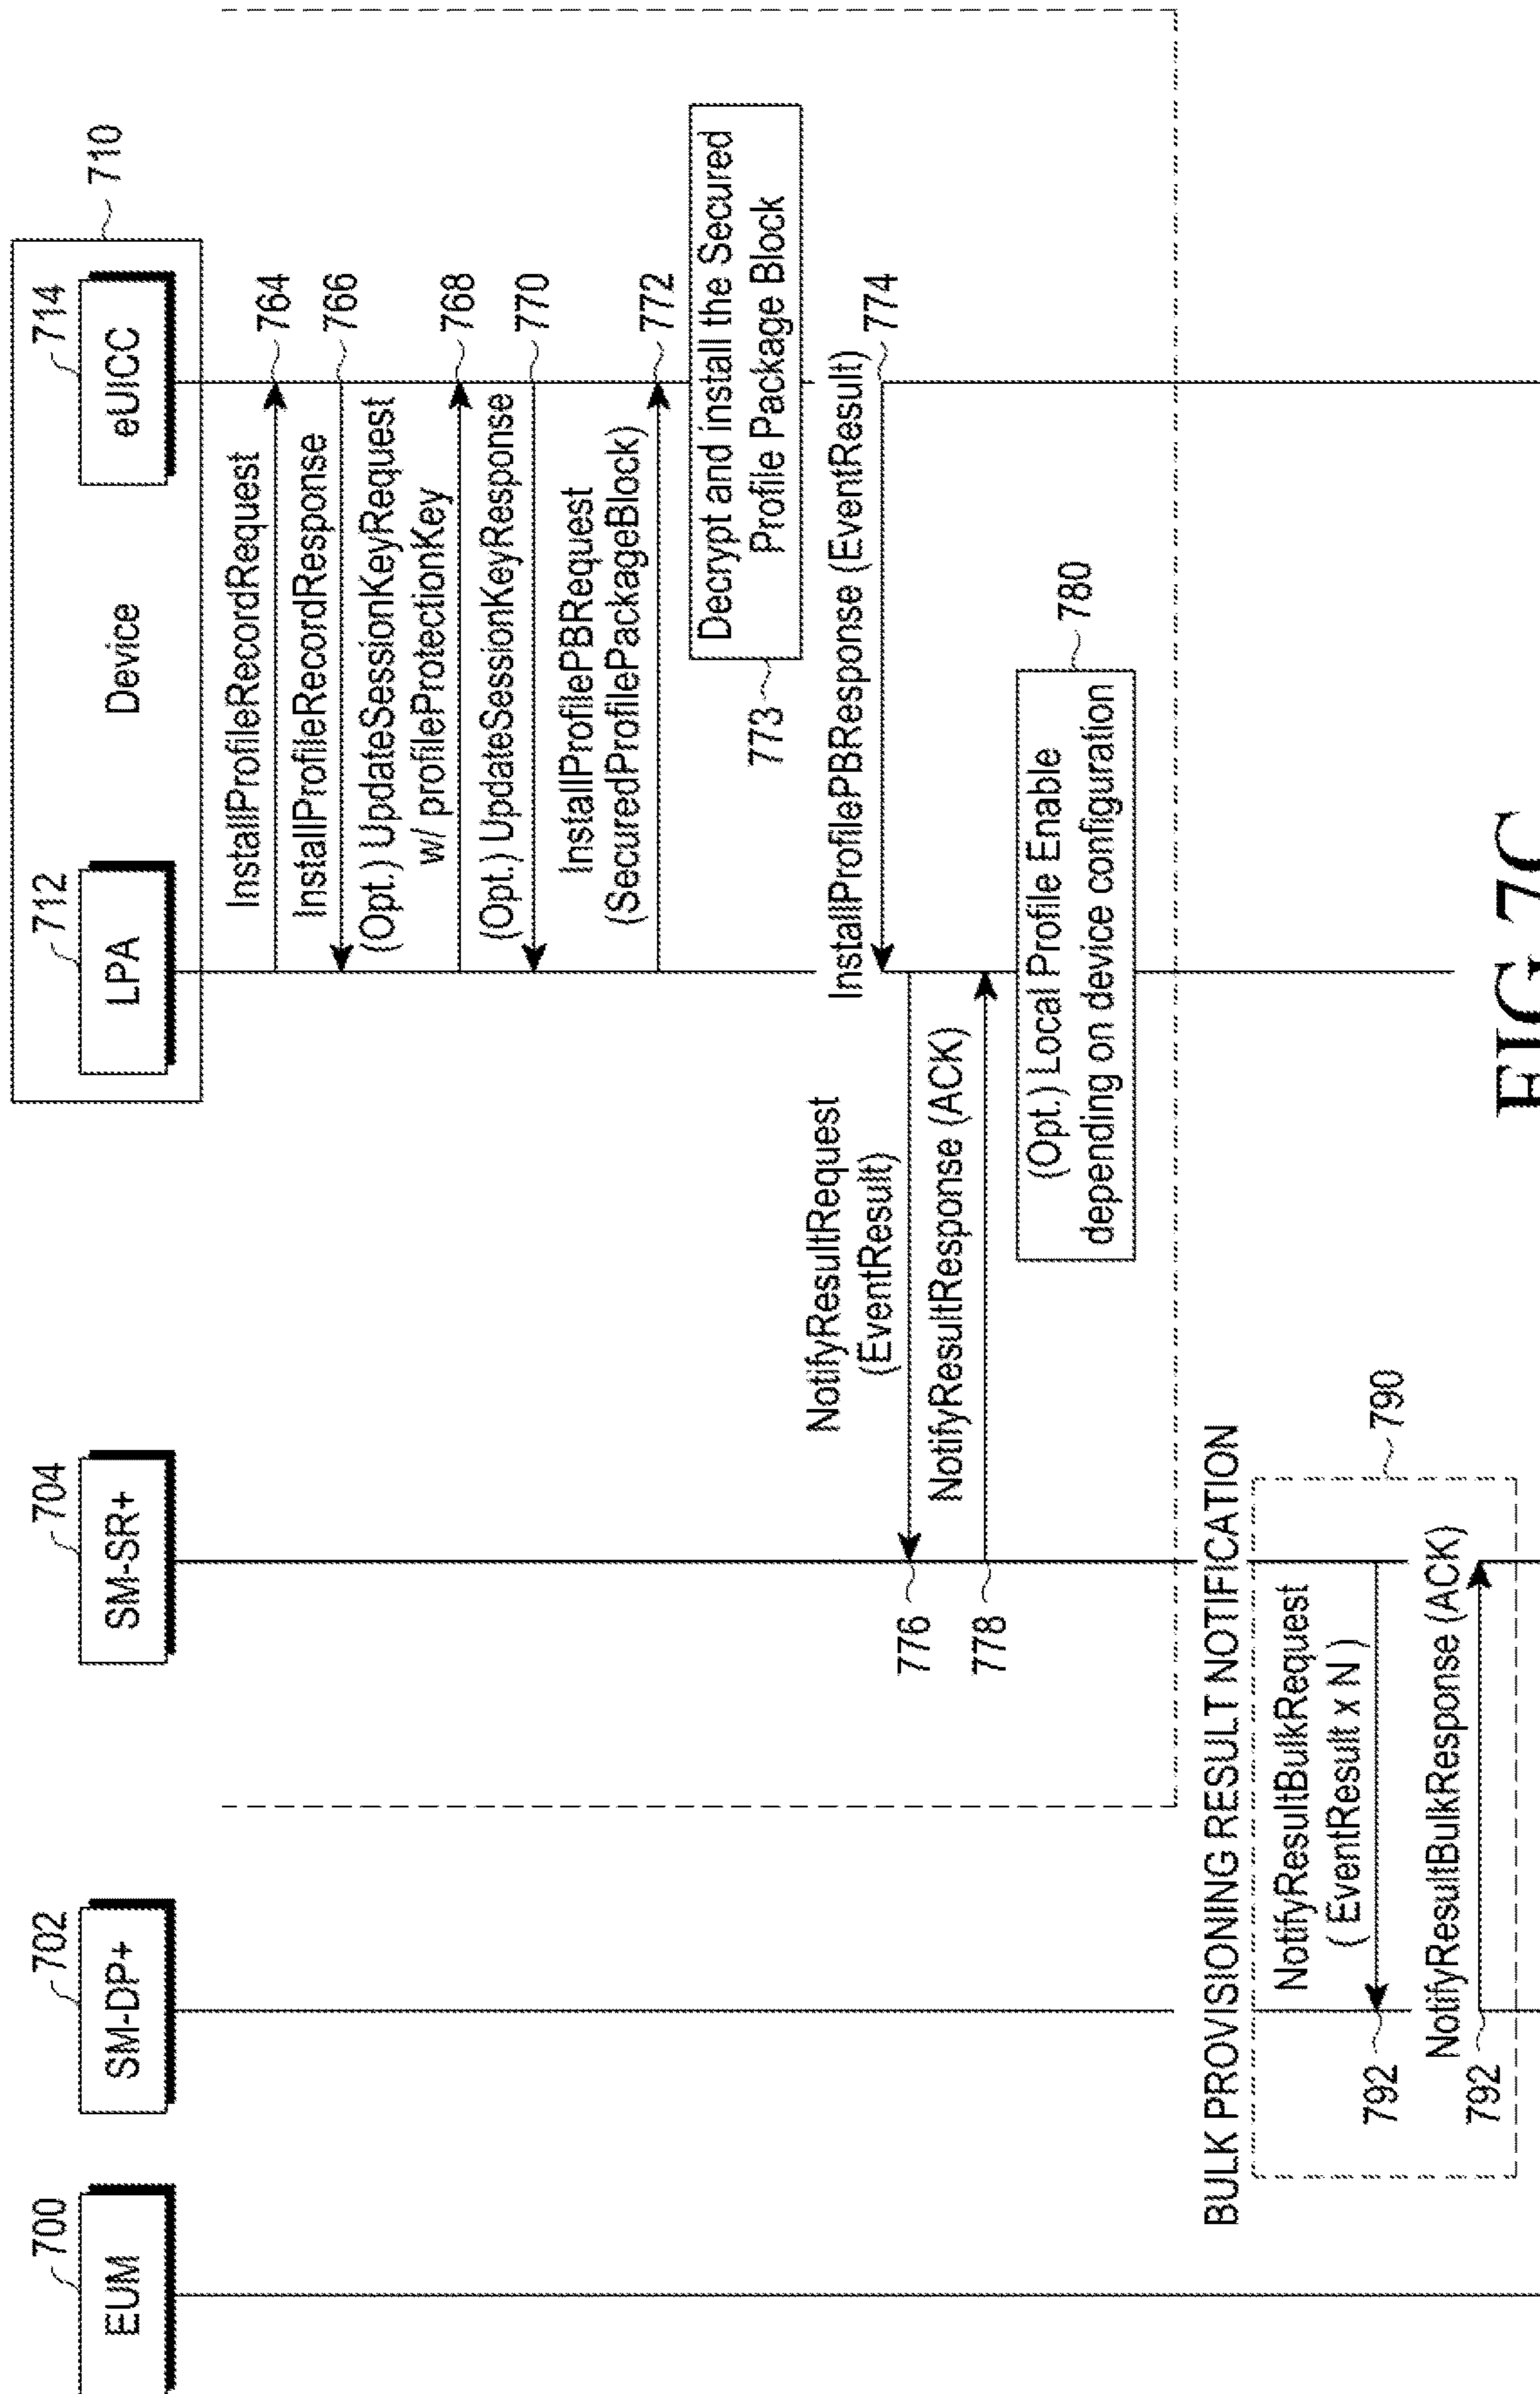 700
EUM
702
SM-DP+
704
SM-SR+
712
LPA
Device
714
eUICC
710
InstallProfileRecordRequest
764
InstallProfileRecordResponse
766
(Opt.) UpdateSessionKeyRequest
w/ profileProtectionKey
768
(Opt.) UpdateSessionKeyResponse
770
InstallProfilePBRequest
(SecuredProfilePackageBlock)
772
Decrypt and install the Secured
Profile Package Block
773
InstallProfilePBResponse (EventResult)
774
NotifyResultRequest
(EventResult)
776
NotifyResultResponse (ACK)
778
(Opt.) Local Profile Enable
depending on device configuration
780
BULK PROVISIONING RESULT NOTIFICATION
790
NotifyResultBulkRequest
( EventResult x N )
792
NotifyResultBulkResponse (ACK)
792
FIG.7C